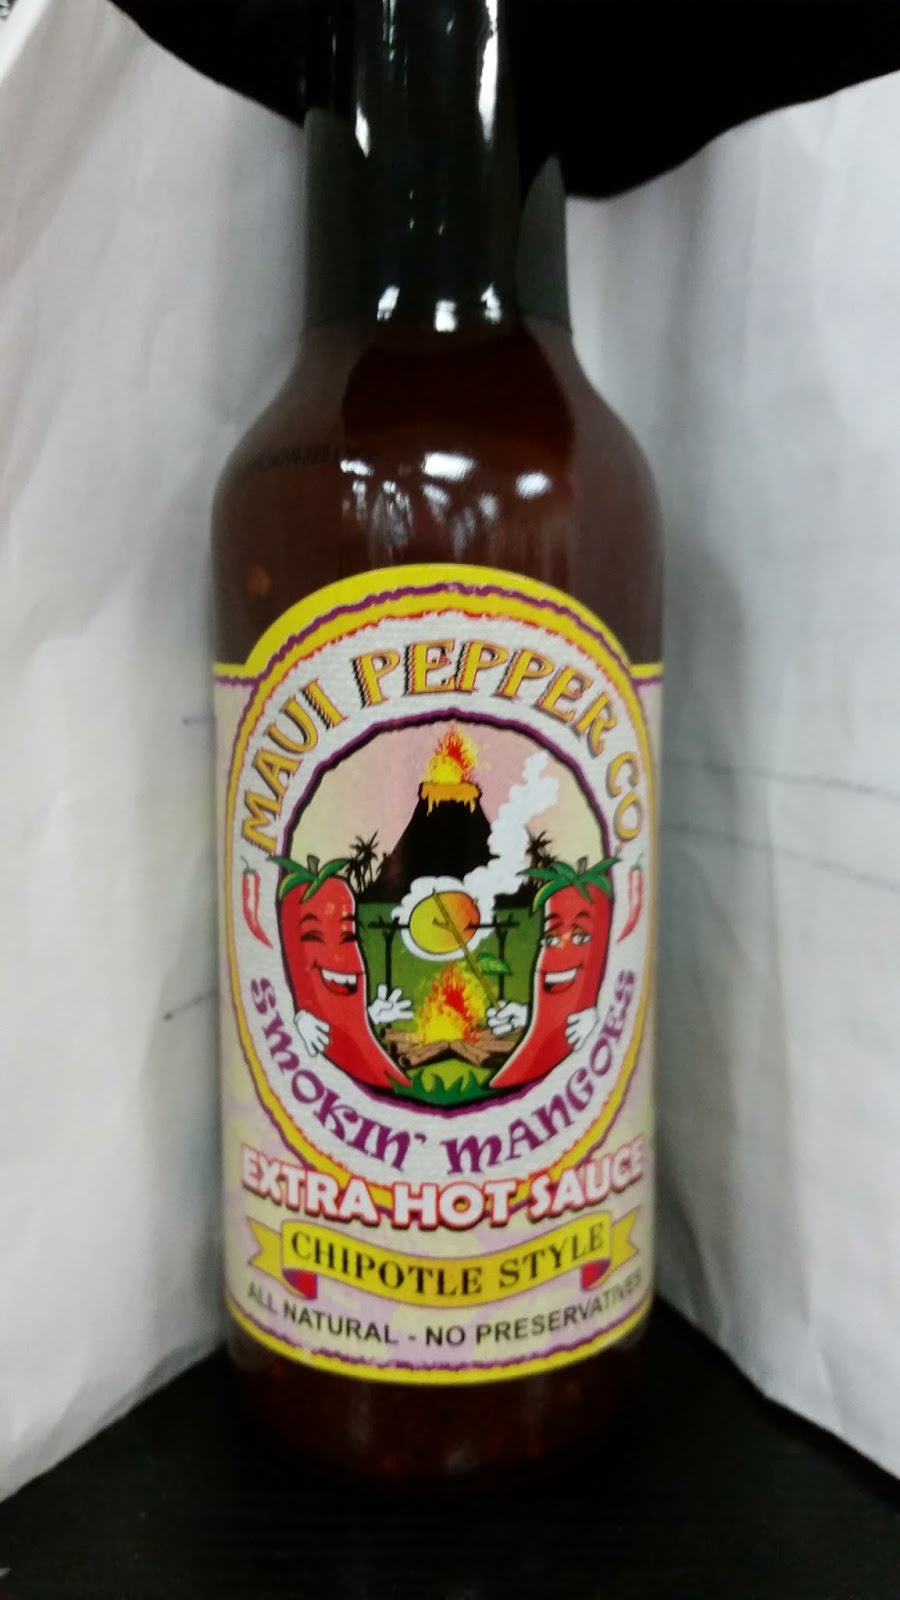 MAUI PEPPER CO.
SMOKIN' MANGOES
EXTRA HOT SAUCE
CHIPOTLE STYLE
ALL NATURAL - NO PRESERVATIVES